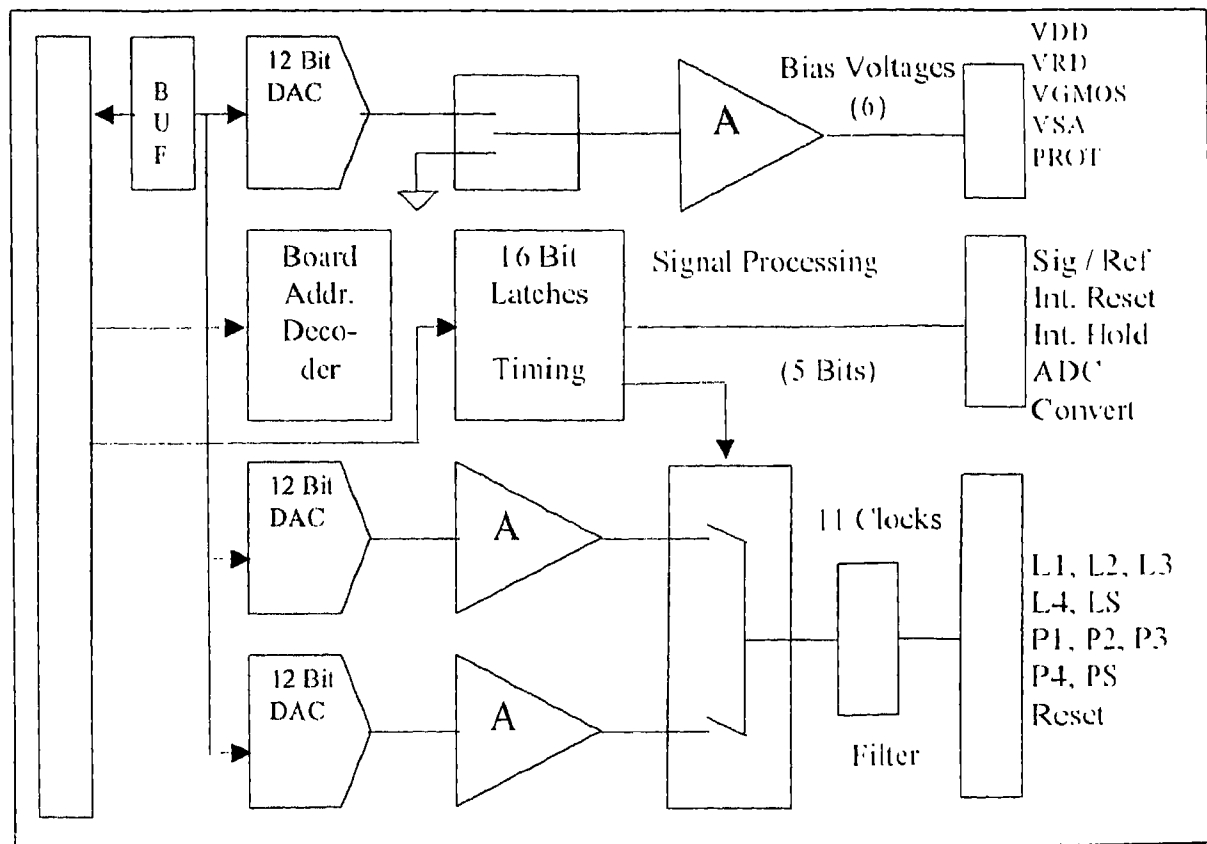 B
U
F
12 Bit
DAC
A
Bias Voltages
(6)
VDD
VRD
VGMOS
VSA
PROT
Board
Addr.
Deco-
der
16 Bit
Latches
Timing
Signal Processing
(5 Bits)
Sig / Ref
Int. Reset
Int. Hold
ADC
Convert
12 Bit
DAC
A
11 Clocks
L1, L2, L3
L4, LS
P1, P2, P3
P4, PS
Reset
12 Bit
DAC
A
Filter